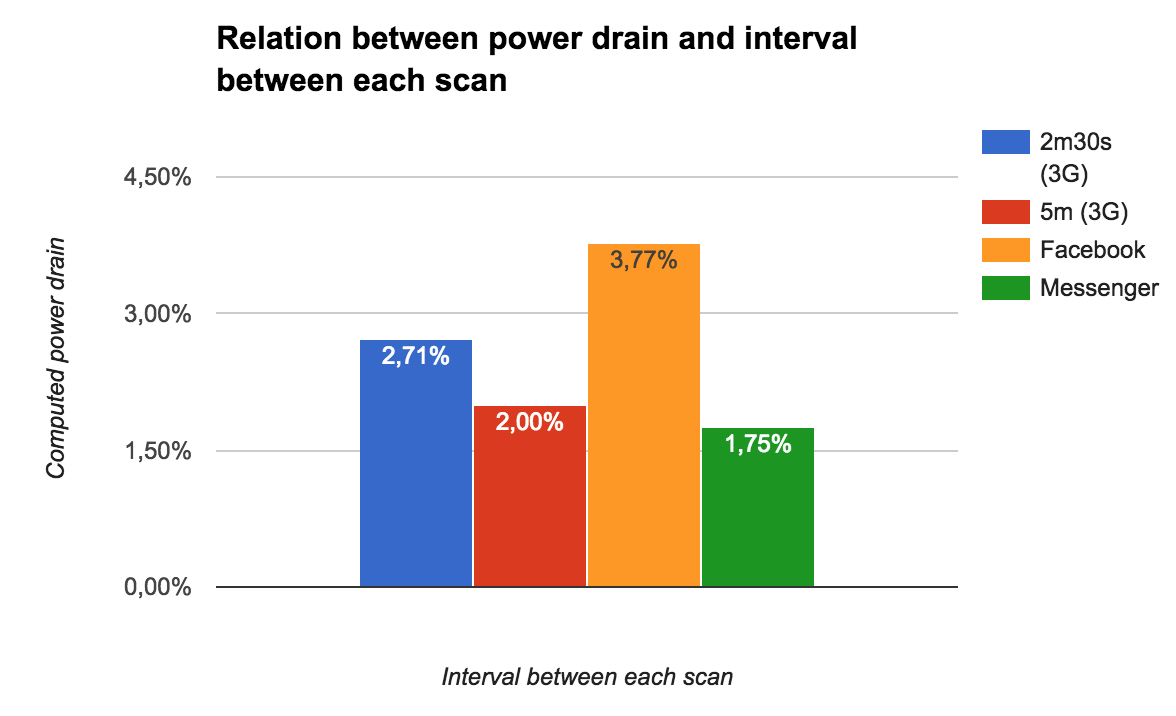 Relation between power drain and interval
between each scan
2m30s
(3G)
5m (3G)
Facebook
Messenger
Computed power drain
4,50%
3,00%
1,50%
0,00%
2,71%
2,00%
3,77%
1,75%
Interval between each scan